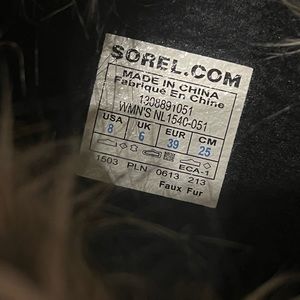 SOREL.COM
MADE IN CHINA
Fabriqué En Chine
1308891051
WMN'S NL1540-051
USA UK EUR CM
8 6 39 25
ECA-1
1503 PLN 0613 213
Faux Fur